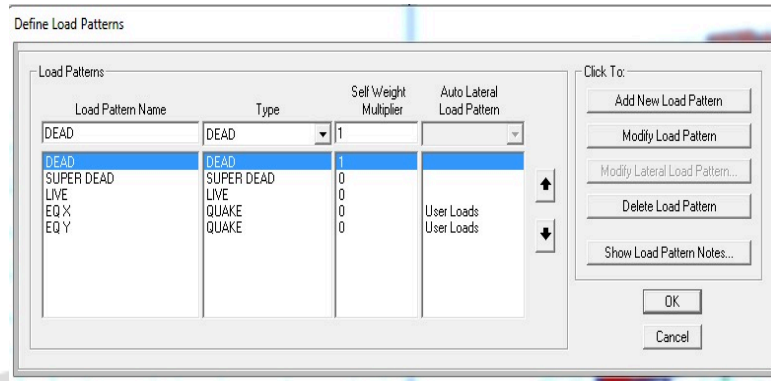 Define Load Patterns
Load Patterns
Click To:
Load Pattern Name Type Self Weight Multiplier Auto Lateral Load Pattern
DEAD DEAD 1
DEAD DEAD 1
SUPER DEAD SUPER DEAD 0
LIVE LIVE 0
EQ X QUAKE 0 User Loads
EQ Y QUAKE 0 User Loads
Add New Load Pattern
Modify Load Pattern
Modify Lateral Load Pattern...
Delete Load Pattern
Show Load Pattern Notes...
OK
Cancel